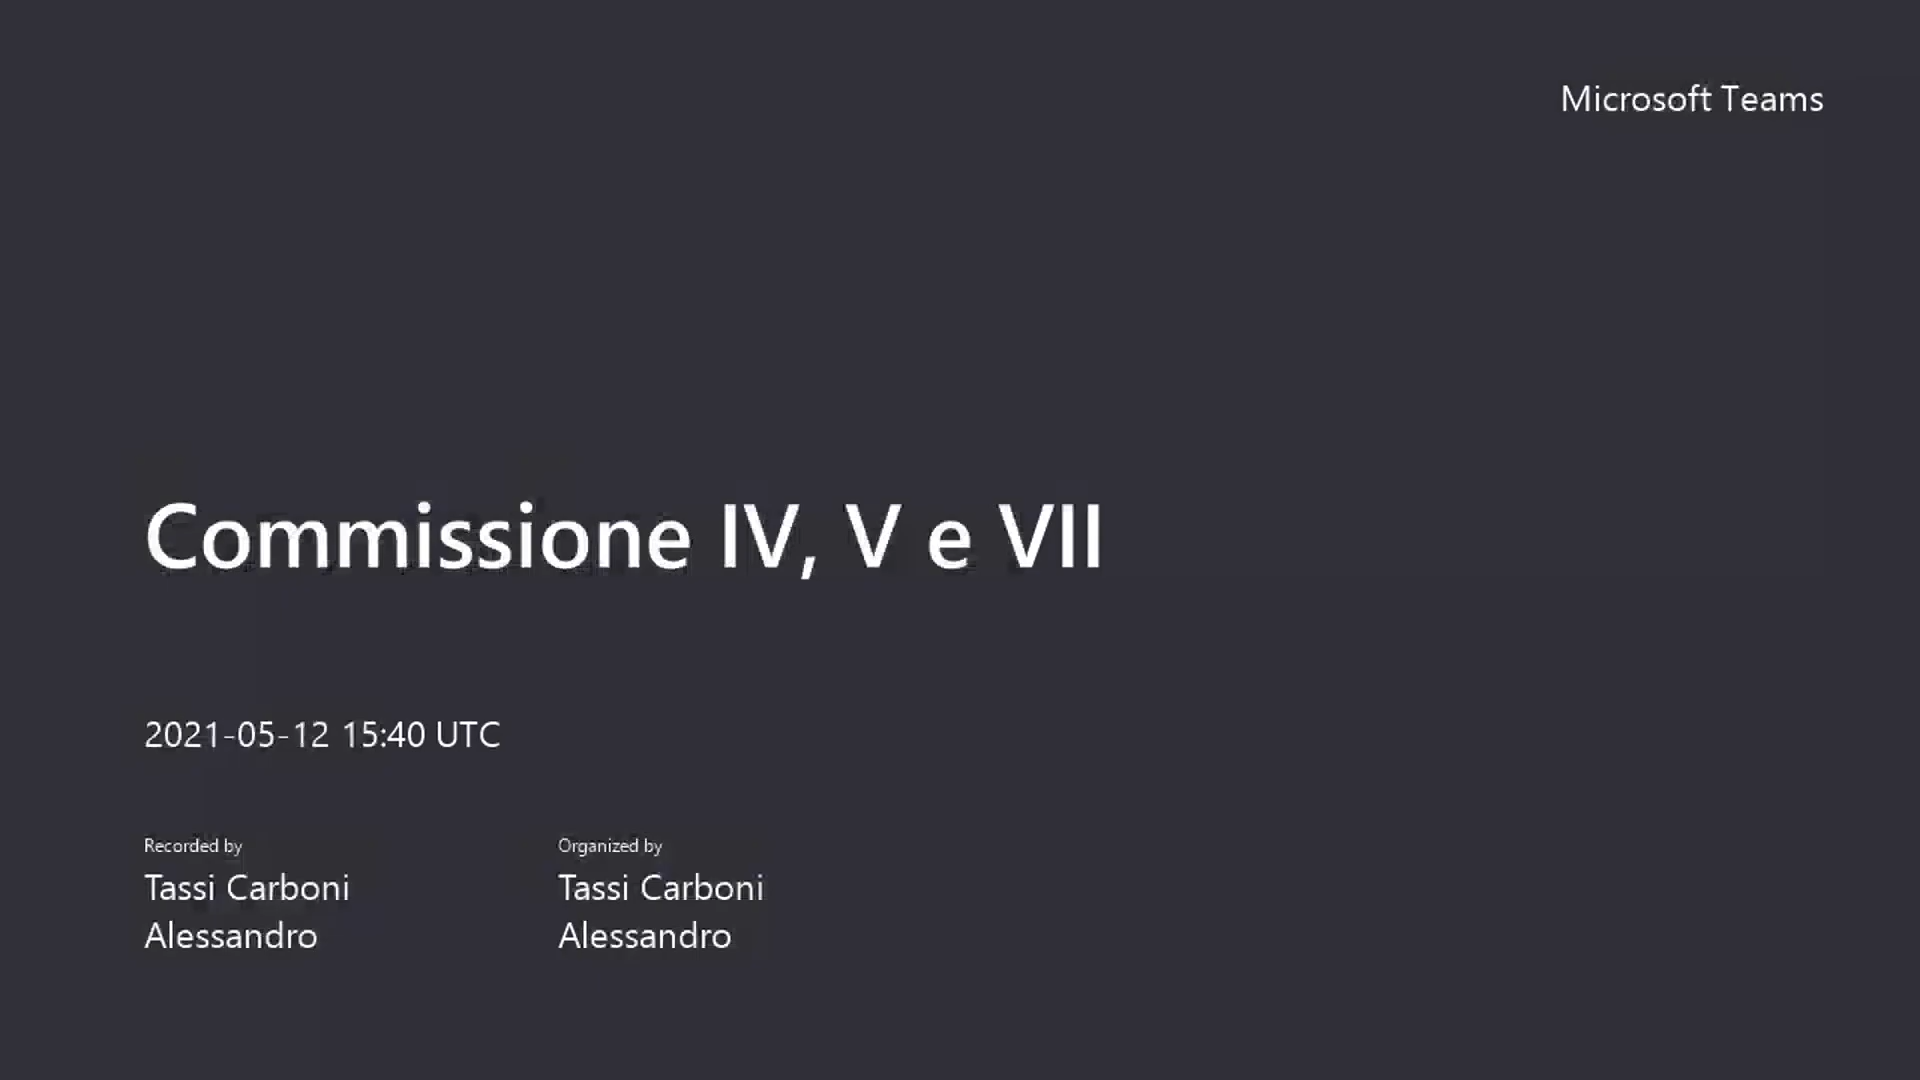 Microsoft Teams
Commissione IV, V e VII
2021-05-12 15:40 UTC
Recorded by
Tassi Carboni
Alessandro
Organized by
Tassi Carboni
Alessandro